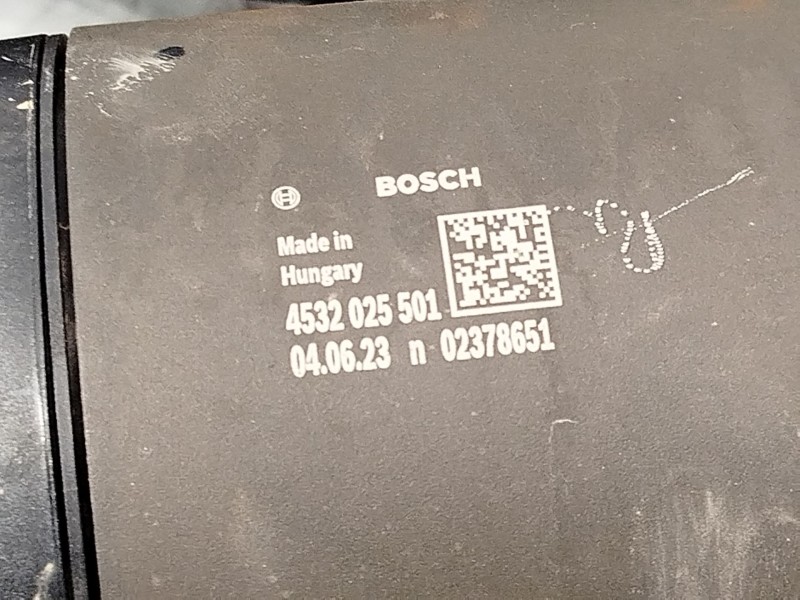 BOSCH
Made in
Hungary
4532 025 501
04.06.23 n 02378651